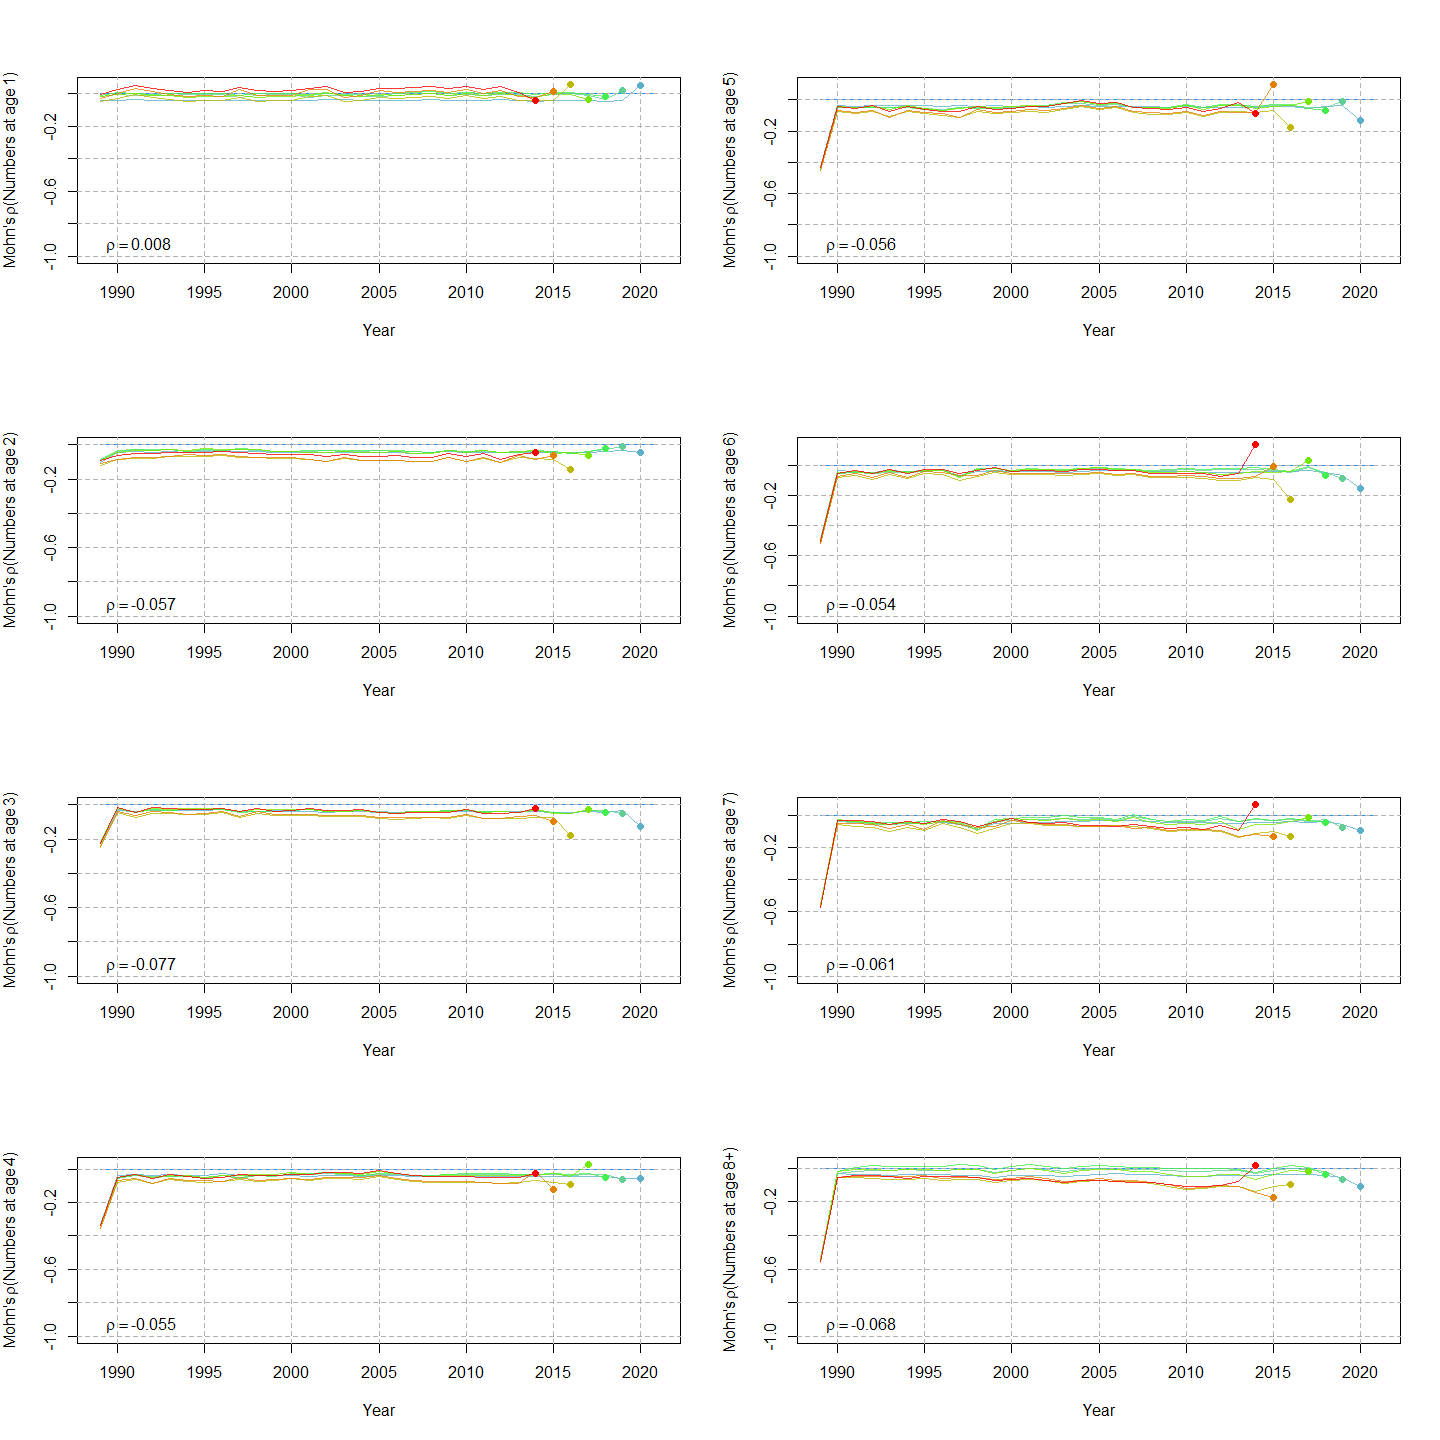 Mohn's ρ(Numbers at age 1)
-0.2
-0.6
-1.0
ρ = 0.008
1990 1995 2000 2005 2010 2015 2020
Year
Mohn's ρ(Numbers at age 5)
-0.2
-0.6
-1.0
ρ = -0.056
1990 1995 2000 2005 2010 2015 2020
Year
Mohn's ρ(Numbers at age 2)
-0.2
-0.6
-1.0
ρ = -0.057
1990 1995 2000 2005 2010 2015 2020
Year
Mohn's ρ(Numbers at age 6)
-0.2
-0.6
-1.0
ρ = -0.054
1990 1995 2000 2005 2010 2015 2020
Year
Mohn's ρ(Numbers at age 3)
-0.2
-0.6
-1.0
ρ = -0.077
1990 1995 2000 2005 2010 2015 2020
Year
Mohn's ρ(Numbers at age 7)
-0.2
-0.6
-1.0
ρ = -0.061
1990 1995 2000 2005 2010 2015 2020
Year
Mohn's ρ(Numbers at age 4)
-0.2
-0.6
-1.0
ρ = -0.055
1990 1995 2000 2005 2010 2015 2020
Year
Mohn's ρ(Numbers at age 8+)
-0.2
-0.6
-1.0
ρ = -0.068
1990 1995 2000 2005 2010 2015 2020
Year